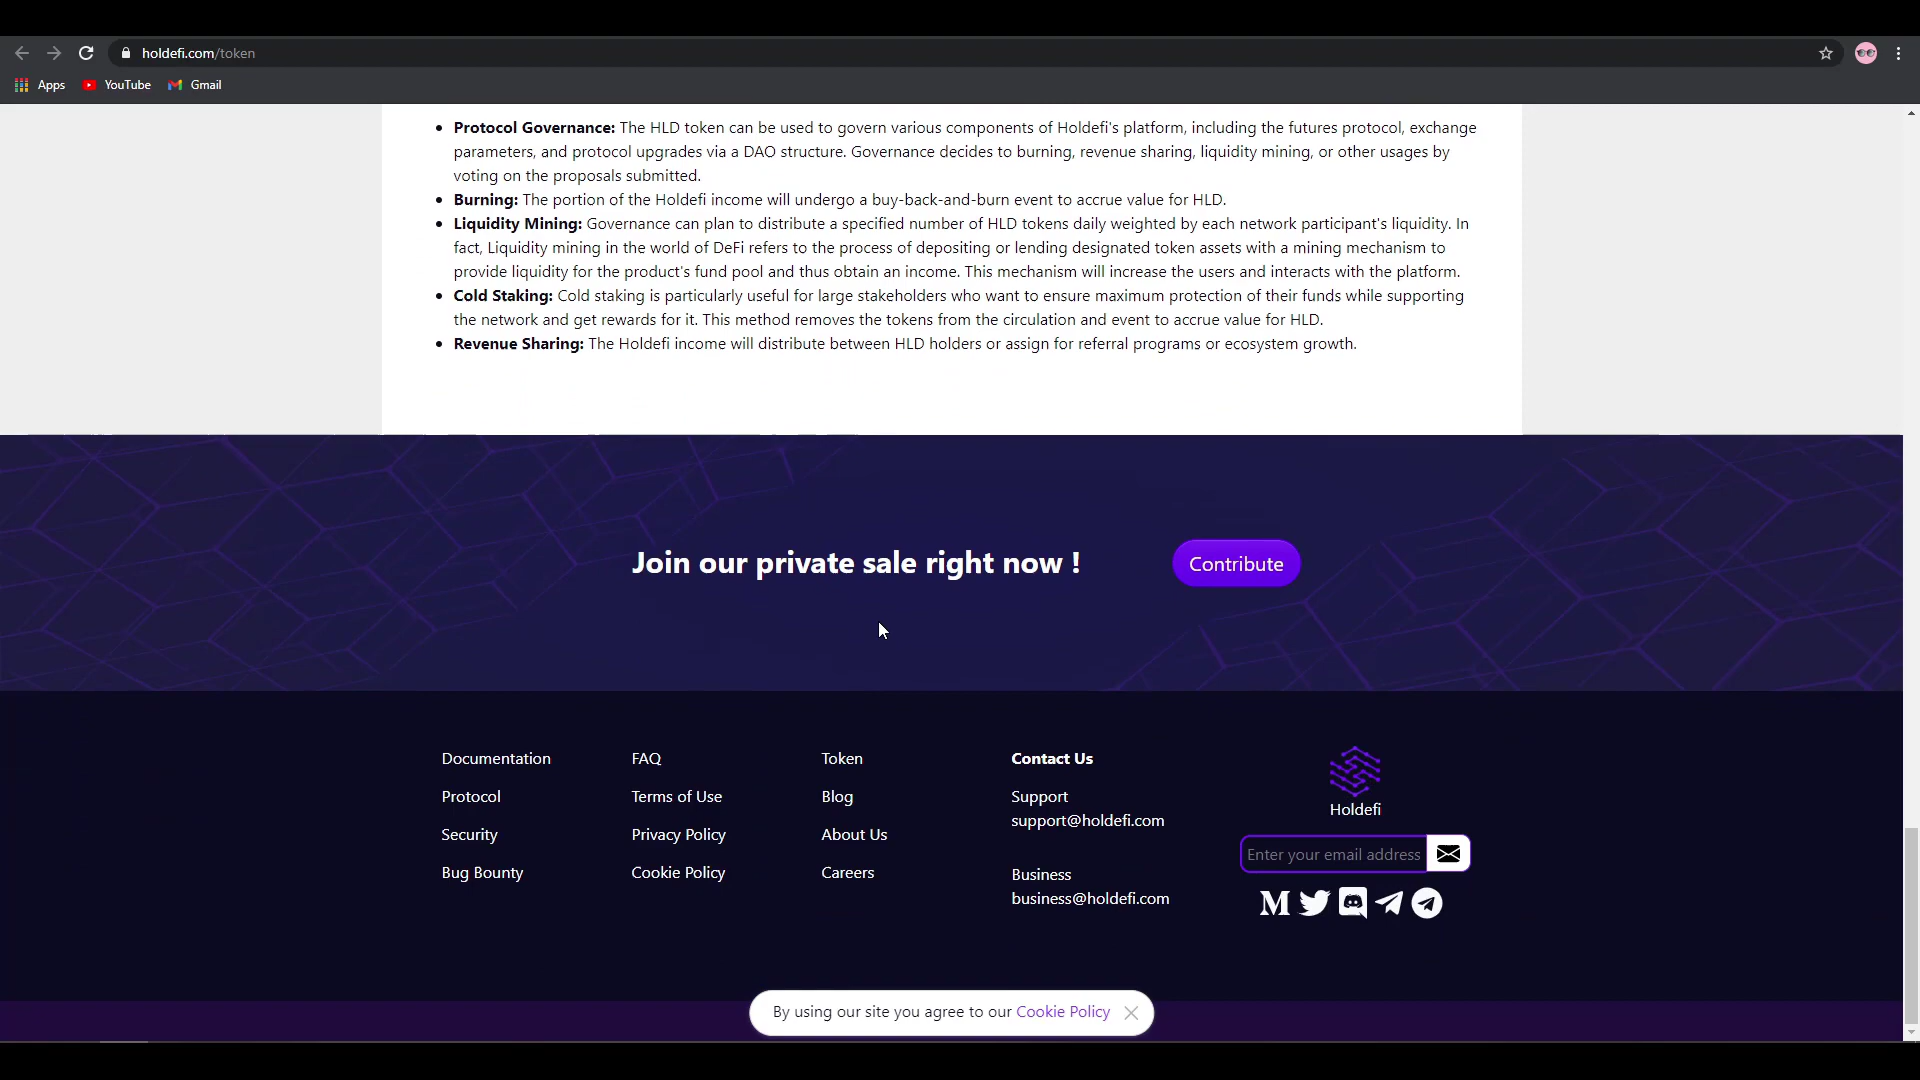 holdefi.com/token
Apps YouTube Gmail
Protocol Governance: The HLD token can be used to govern various components of Holdefi's platform, including the futures protocol, exchange
parameters, and protocol upgrades via a DAO structure. Governance decides to burning, revenue sharing, liquidity mining, or other usages by
voting on the proposals submitted.
Burning: The portion of the Holdefi income will undergo a buy-back-and-burn event to accrue value for HLD.
Liquidity Mining: Governance can plan to distribute a specified number of HLD tokens daily weighted by each network participant's liquidity. In
fact, Liquidity mining in the world of DeFi refers to the process of depositing or lending designated token assets with a mining mechanism to
provide liquidity for the product's fund pool and thus obtain an income. This mechanism will increase the users and interacts with the platform.
Cold Staking: Cold staking is particularly useful for large stakeholders who want to ensure maximum protection of their funds while supporting
the network and get rewards for it. This method removes the tokens from the circulation and event to accrue value for HLD.
Revenue Sharing: The Holdefi income will distribute between HLD holders or assign for referral programs or ecosystem growth.
Join our private sale right now !
Contribute
Documentation
Protocol
Security
Bug Bounty
FAQ
Terms of Use
Privacy Policy
Cookie Policy
Token
Blog
About Us
Careers
Contact Us
Support
support@holdefi.com
Business
business@holdefi.com
Holdefi
Enter your email address
By using our site you agree to our Cookie Policy